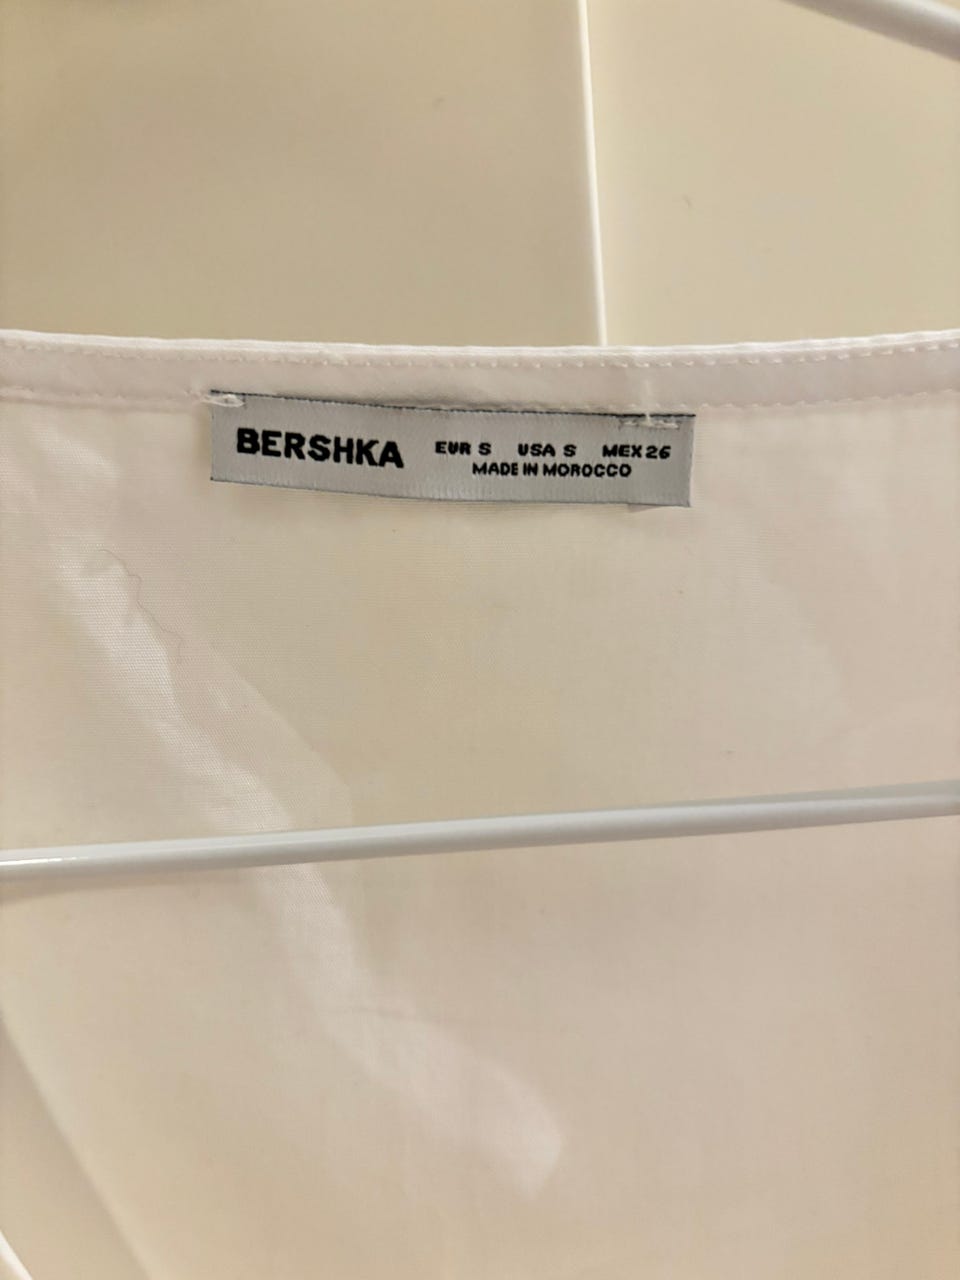 BERSHKA
EUR S USA S MEX 26
MADE IN MOROCCO